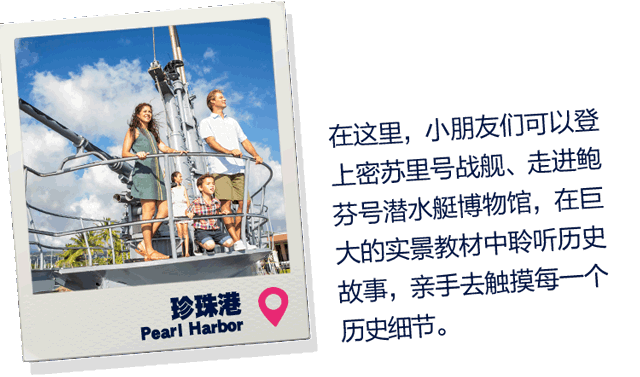 珍珠港
Pearl Harbor
在这里，小朋友们可以登
上密苏里号战舰、走进鲍
芬号潜水艇博物馆，在巨
大的实景教材中聆听历史
故事，亲手去触摸每一个
历史细节。